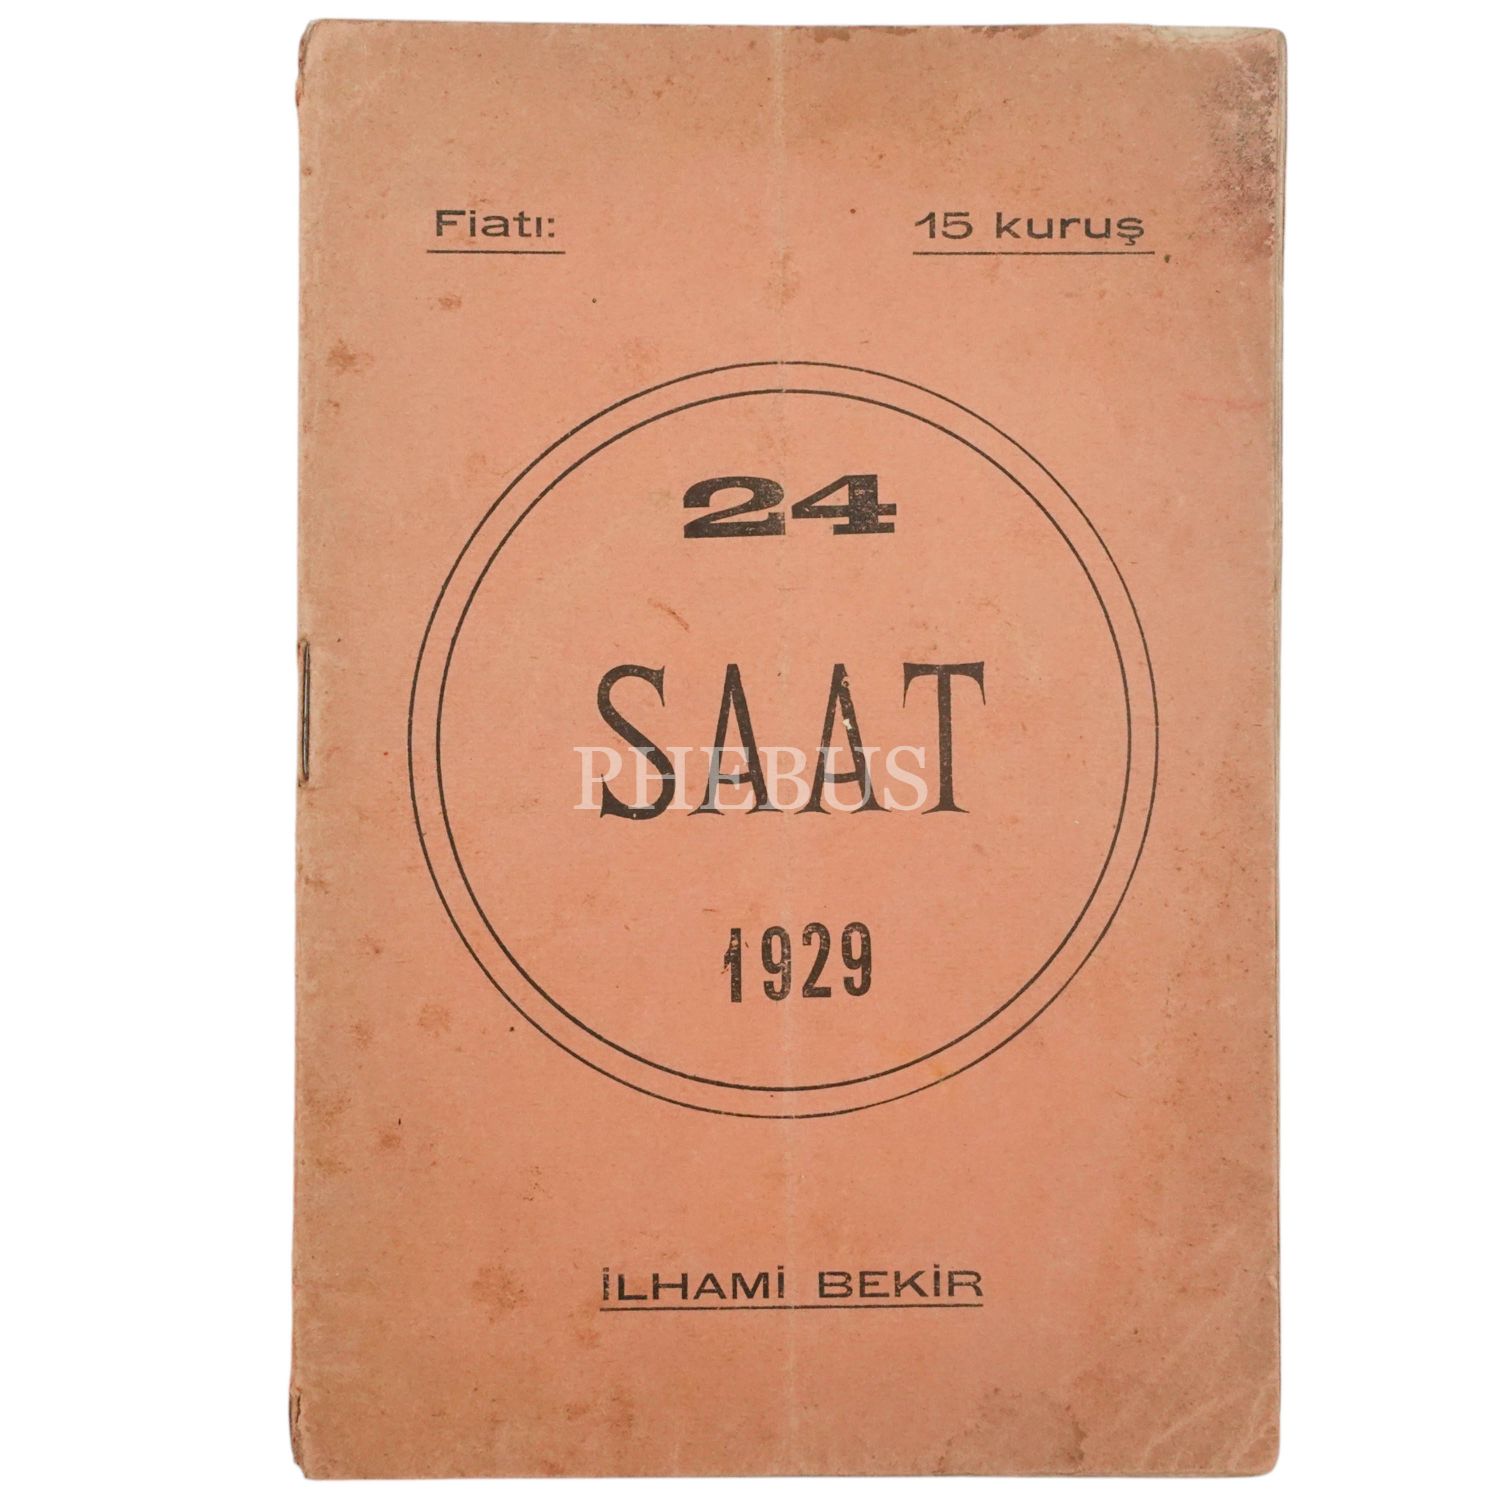 Fiatı: 15 kuruş
24
SAAT
PHEBUS
1929
İLHAMİ BEKİR